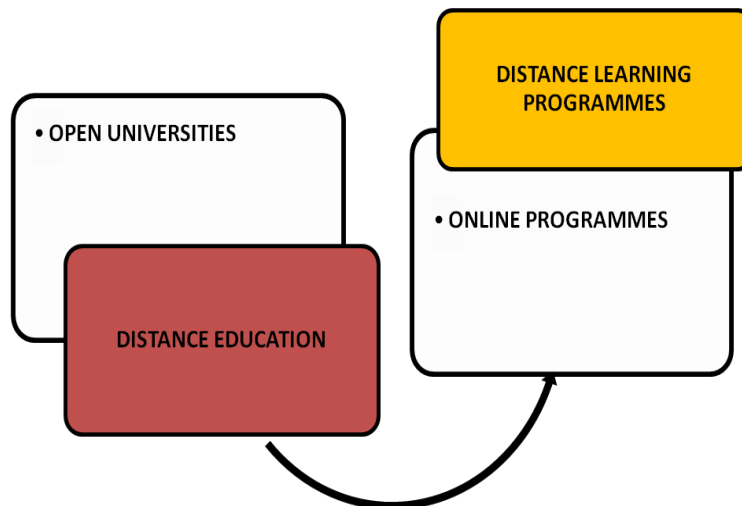 • OPEN UNIVERSITIES
DISTANCE EDUCATION
DISTANCE LEARNING
PROGRAMMES
• ONLINE PROGRAMMES